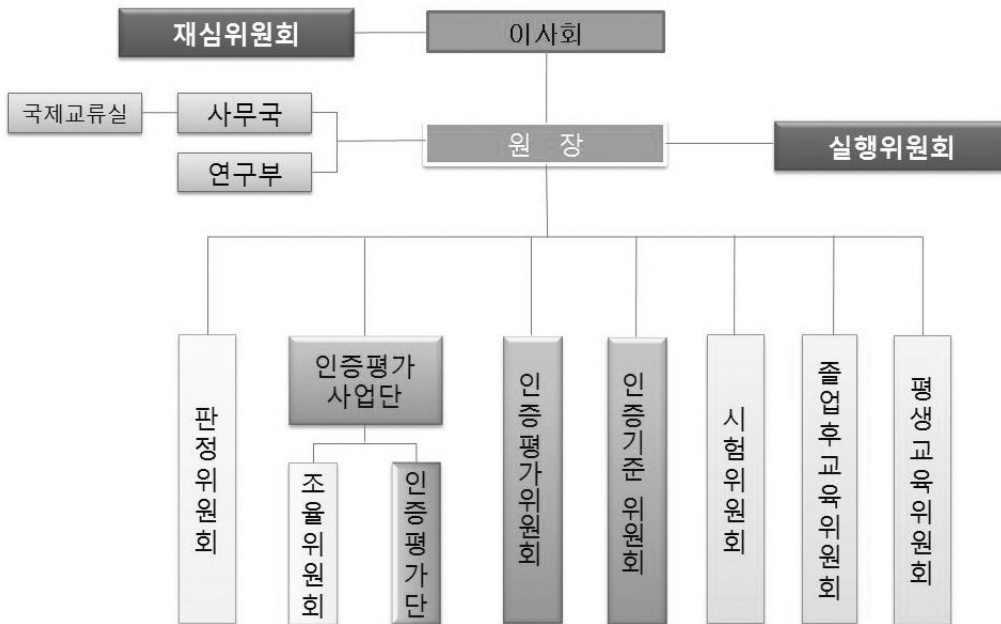 재심위원회
이사회
국제교류실
사무국
원 장
실행위원회
연구부
판정위원회
인증평가
사업단
조율위원회
인증평가단
인증평가위원회
인증기준 위원회
시험위원회
졸업후교육위원회
평생교육위원회